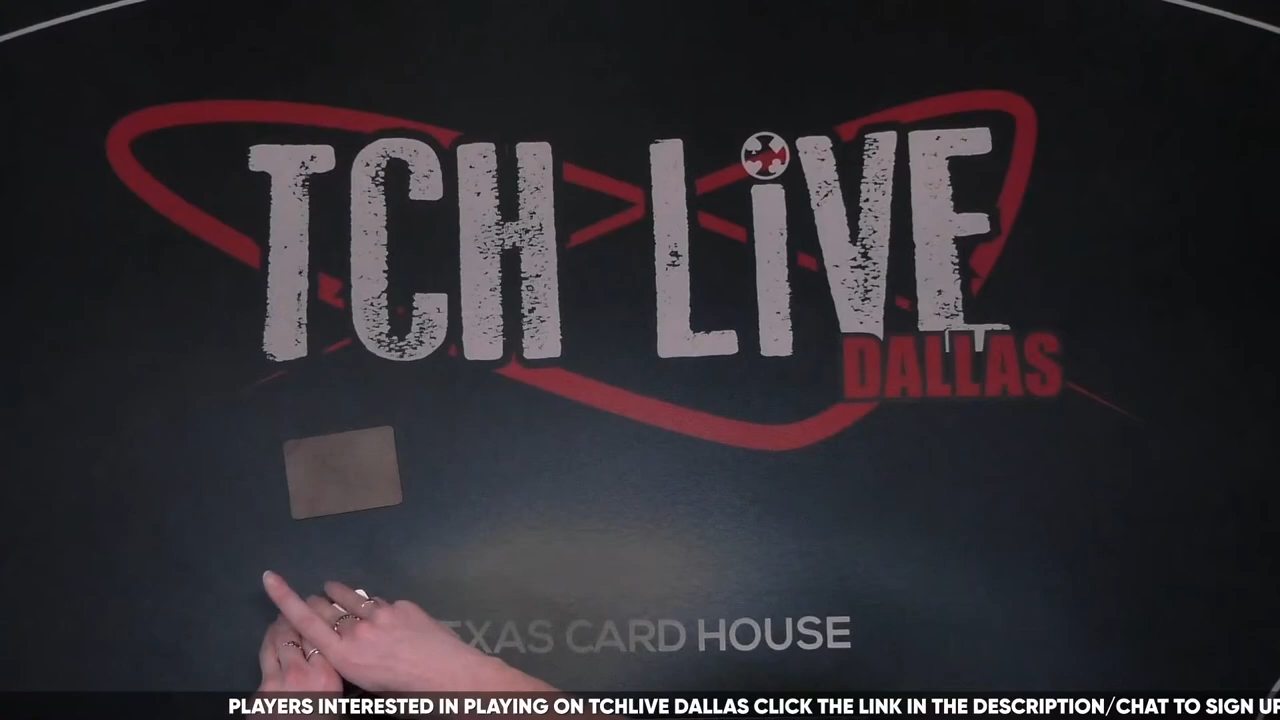 TCH LiVE
DALLAS
EXAS CARD HOUSE
PLAYERS INTERESTED IN PLAYING ON TCHLIVE DALLAS CLICK THE LINK IN THE DESCRIPTION/CHAT TO SIGN UP